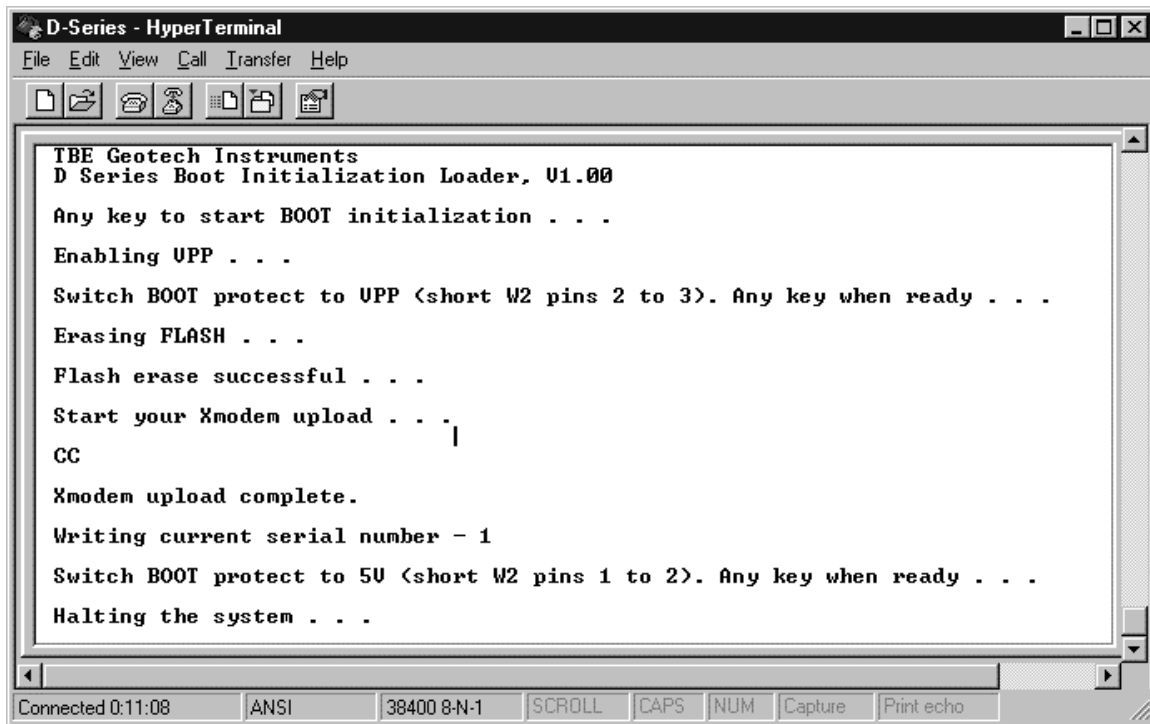 D-Series - HyperTerminal
File Edit View Call Transfer Help
TBE Geotech Instruments
D Series Boot Initialization Loader, V1.00
Any key to start BOOT initialization . . .
Enabling VPP . . .
Switch BOOT protect to VPP (short W2 pins 2 to 3). Any key when ready . . .
Erasing FLASH . . .
Flash erase successful . . .
Start your Xmodem upload . . .
CC
Xmodem upload complete.
Writing current serial number - 1
Switch BOOT protect to 5V (short W2 pins 1 to 2). Any key when ready . . .
Halting the system . . .
Connected 0:11:08 ANSI 38400 8-N-1 SCROLL CAPS NUM Capture Print echo